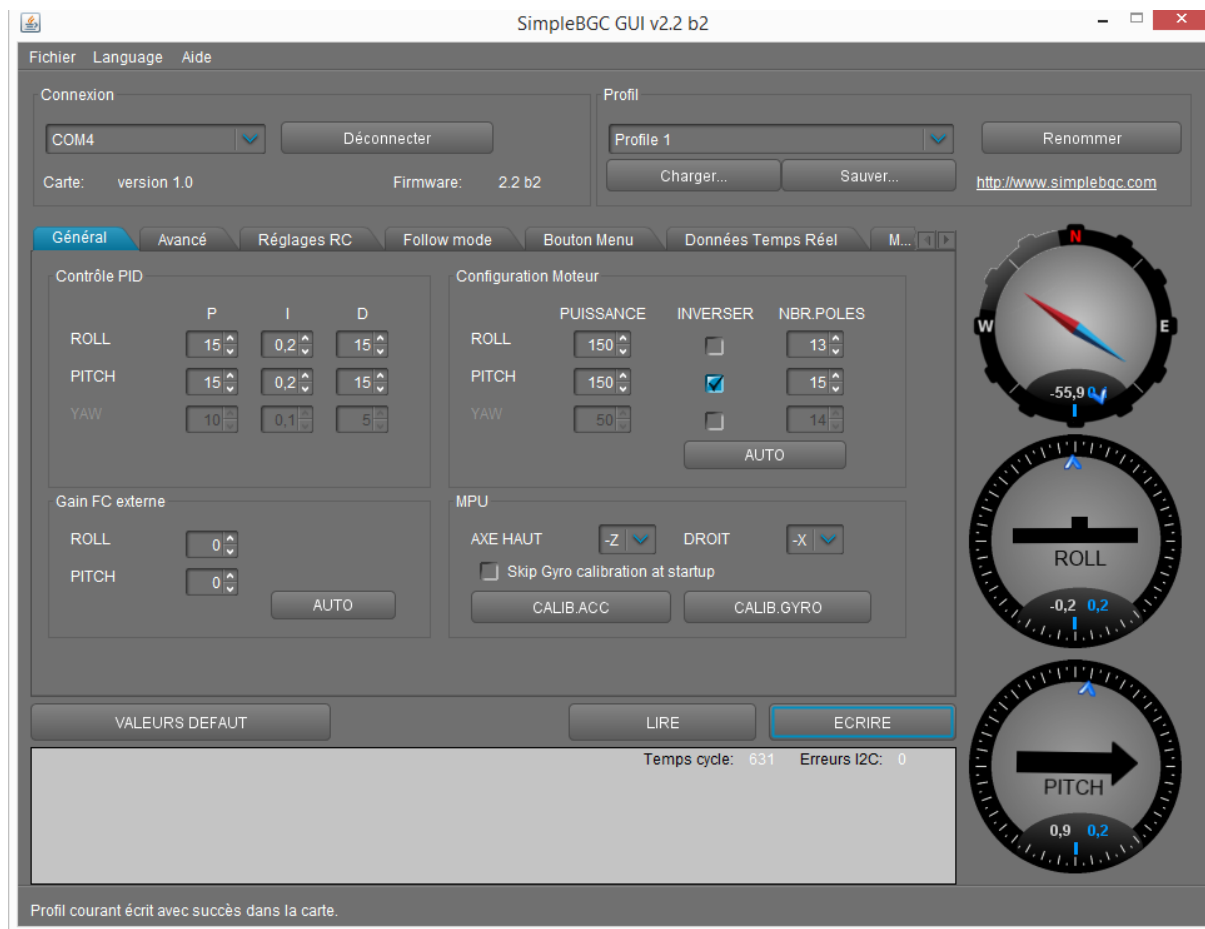 SimpleBGC GUI v2.2 b2
Fichier Language Aide
Connexion
COM4 Déconnecter
Carte: version 1.0 Firmware: 2.2 b2
Profil
Profile 1 Renommer
Charger... Sauver... http://www.simplebgc.com
Général Avancé Réglages RC Follow mode Bouton Menu Données Temps Réel M...
Contrôle PID
P I D
ROLL 15 0,2 15
PITCH 15 0,2 15
YAW 10 0,1 5
Configuration Moteur
PUISSANCE INVERSER NBR.POLES
ROLL 150 13
PITCH 150 15
YAW 50 14
AUTO
Gain FC externe
ROLL 0
PITCH 0
AUTO
MPU
AXE HAUT -Z DROIT -X
Skip Gyro calibration at startup
CALIB.ACC CALIB.GYRO
N
W E
-55,9
ROLL
-0,2 0,2
PITCH
0,9 0,2
VALEURS DEFAUT LIRE ECRIRE
Temps cycle: 631 Erreurs I2C: 0
Profil courant écrit avec succès dans la carte.